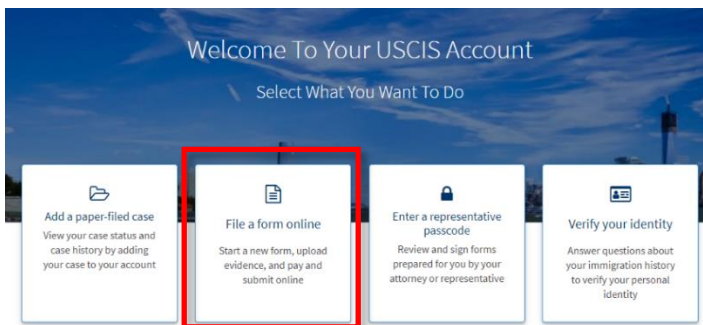 Welcome To Your USCIS Account
Select What You Want To Do
Add a paper-filed case
View your case status and
case history by adding
your case to your account
File a form online
Start a new form, upload
evidence, and pay and
submit online
Enter a representative
passcode
Review and sign forms
prepared for you by your
attorney or representative
Verify your identity
Answer questions about
your immigration history
to verify your personal
identity